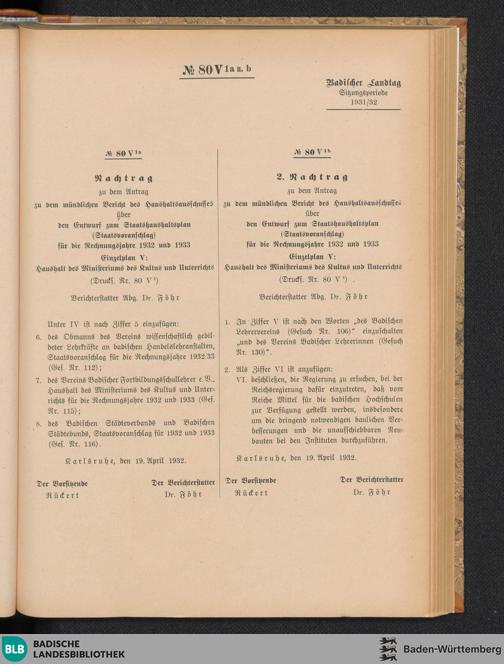 № 80 V 1a u. b
Badischer Landtag
Sitzungsperiode
1931/32
№ 80 V 1a
Nachtrag
zu dem Antrag
zu dem mündlichen Bericht des Haushaltsausschusses
über
den Entwurf zum Staatshaushaltsplan
(Staatsvoranschlag)
für die Rechnungsjahre 1932 und 1933
Einzelplan V:
Haushalt des Ministeriums des Kultus und Unterrichts
(Drucks. Nr. 80 V ¹)
Berichterstatter Abg. Dr. Föhr
Unter IV ist nach Ziffer 5 einzufügen:
6. des Obmanns des Vereins wissenschaftlich gebil-
deter Lehrkräfte an badischen Handelslehranstalten,
Staatsvoranschlag für die Rechnungsjahre 1932/33
(Ges. Nr. 112);
7. des Vereins Badischer Fortbildungsschullehrer e. V.,
Haushalt des Ministeriums des Kultus und Unter-
richts für die Rechnungsjahre 1932 und 1933 (Ges.
Nr. 115);
8. des Badischen Städteverbands und Badischen
Städtebunds, Staatsvoranschlag für 1932 und 1933
(Ges. Nr. 116).
Karlsruhe, den 19. April 1932.
Der Vorsitzende Der Berichterstatter
Rückert Dr. Föhr
№ 80 V 1b
2. Nachtrag
zu dem Antrag
zu dem mündlichen Bericht des Haushaltsausschusses
über
den Entwurf zum Staatshaushaltsplan
(Staatsvoranschlag)
für die Rechnungsjahre 1932 und 1933
Einzelplan V:
Haushalt des Ministeriums des Kultus und Unterrichts
(Drucks. Nr. 80 V ¹)
Berichterstatter Abg. Dr. Föhr
1. In Ziffer V ist nach den Worten „des Badischen
Lehrervereins (Gesuch Nr. 106)“ einzuschalten
„und des Vereins Badischer Lehrerinnen (Gesuch
Nr. 130)“.
2. Als Ziffer VI ist anzufügen:
VI. beschließen, die Regierung zu ersuchen, bei der
Reichsregierung dafür einzutreten, daß vom
Reiche Mittel für die badischen Hochschulen
zur Verfügung gestellt werden, insbesondere
um die dringend notwendigen baulichen Ver-
besserungen und die unaufschiebbaren Neu-
bauten bei den Instituten durchzuführen.
Karlsruhe, den 19. April 1932.
Der Vorsitzende Der Berichterstatter
Rückert Dr. Föhr
BLB BADISCHE
LANDESBIBLIOTHEK
Baden-Württemberg